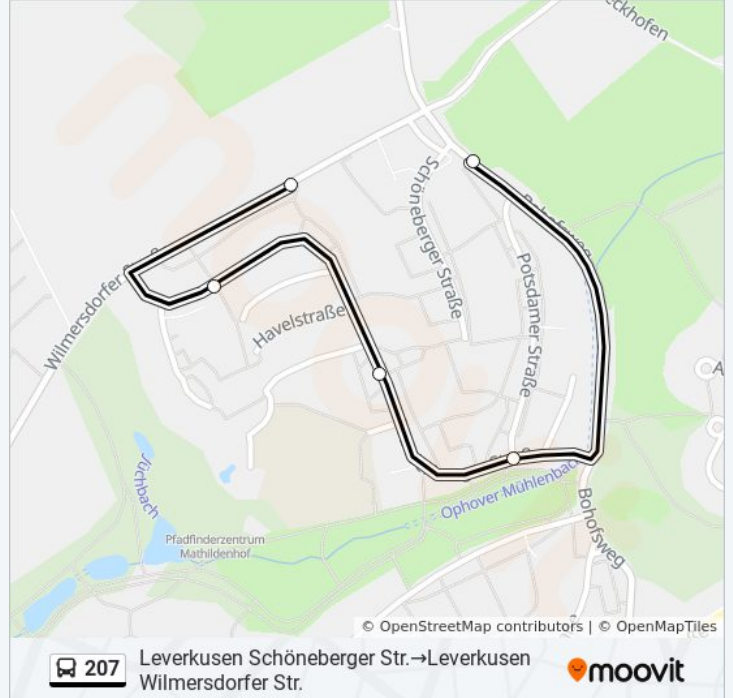 eckhofen
Schöneberger Straße
Potsdamer Straße
Wilmersdorfer
Havelstraße
Jüchbach
Ophover Mühlenbach
Bohofsweg
Pfadfinderzentrum
Mathildenhof
© OpenStreetMap contributors | © OpenMapTiles
207
Leverkusen Schöneberger Str.→Leverkusen
Wilmersdorfer Str.
moovit